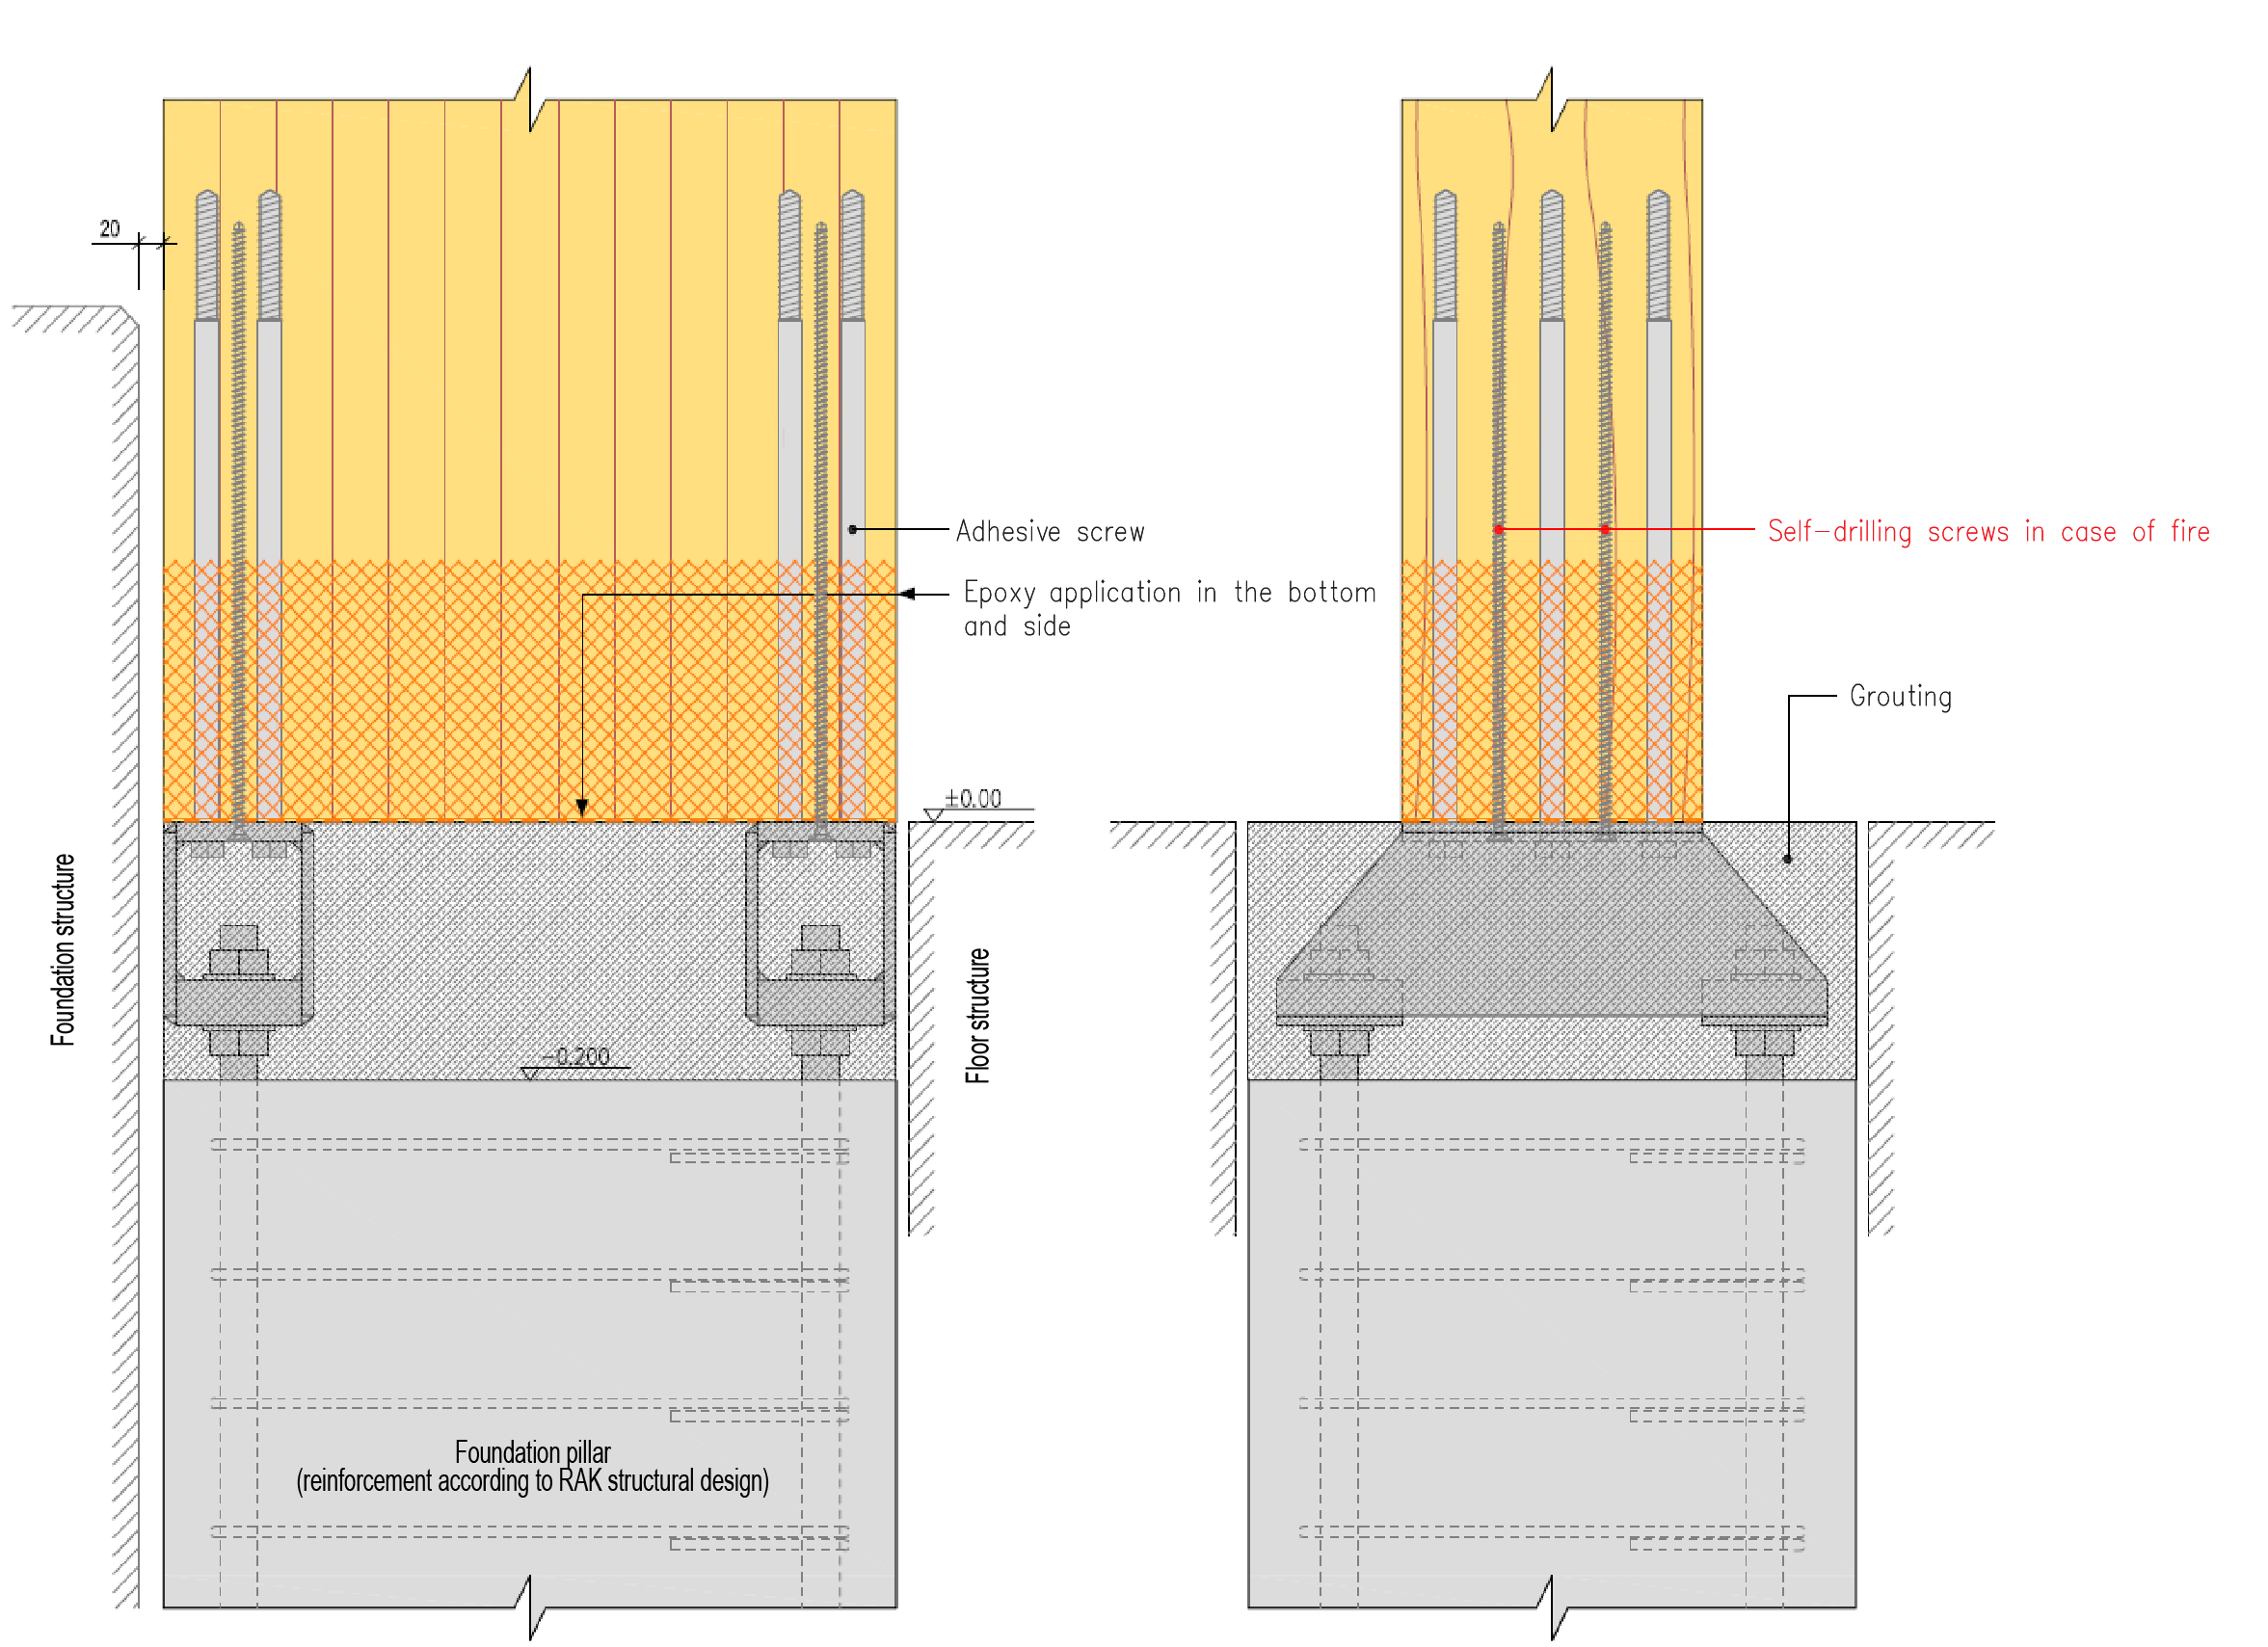 20
Adhesive screw
Self-drilling screws in case of fire
Epoxy application in the bottom
and side
Grouting
±0.00
Foundation structure
Floor structure
-0.200
Foundation pillar
(reinforcement according to RAK structural design)